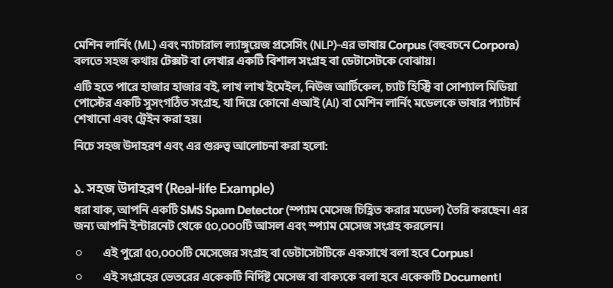 মেশিন লার্নিং (ML) এবং ন্যাচারাল ল্যাঙ্গুয়েজ প্রসেসিং (NLP)-এর ভাষায় Corpus (বহুবচনে Corpora)
বলতে সহজ কথায় টেক্সট বা লেখার একটি বিশাল সংগ্রহ বা ডেটাসেটকে বোঝায়।
এটি হতে পারে হাজার হাজার বই, লাখ লাখ ইমেইল, নিউজ আর্টিকেল, চ্যাট হিস্ট্রি বা সোশ্যাল মিডিয়া
পোস্টের একটি সুসংগঠিত সংগ্রহ, যা দিয়ে কোনো এআই (AI) বা মেশিন লার্নিং মডেলকে ভাষার প্যাটার্ন
শেখানো এবং ট্রেইন করা হয়।
নিচে সহজ উদাহরণ এবং এর গুরুত্ব আলোচনা করা হলো:
১. সহজ উদাহরণ (Real-life Example)
ধরা যাক, আপনি একটি SMS Spam Detector (স্প্যাম মেসেজ চিহ্নিত করার মডেল) তৈরি করছেন। এর
জন্য আপনি ইন্টারনেট থেকে ৫০,০০০টি আসল এবং স্প্যাম মেসেজ সংগ্রহ করলেন।
○ এই পুরো ৫০,০০০টি মেসেজের সংগ্রহ বা ডেটাসেটটিকে একসাথে বলা হবে Corpus।
○ এই সংগ্রহের ভেতরের একেকটি নির্দিষ্ট মেসেজ বা বাক্যকে বলা হবে একেকটি Document।